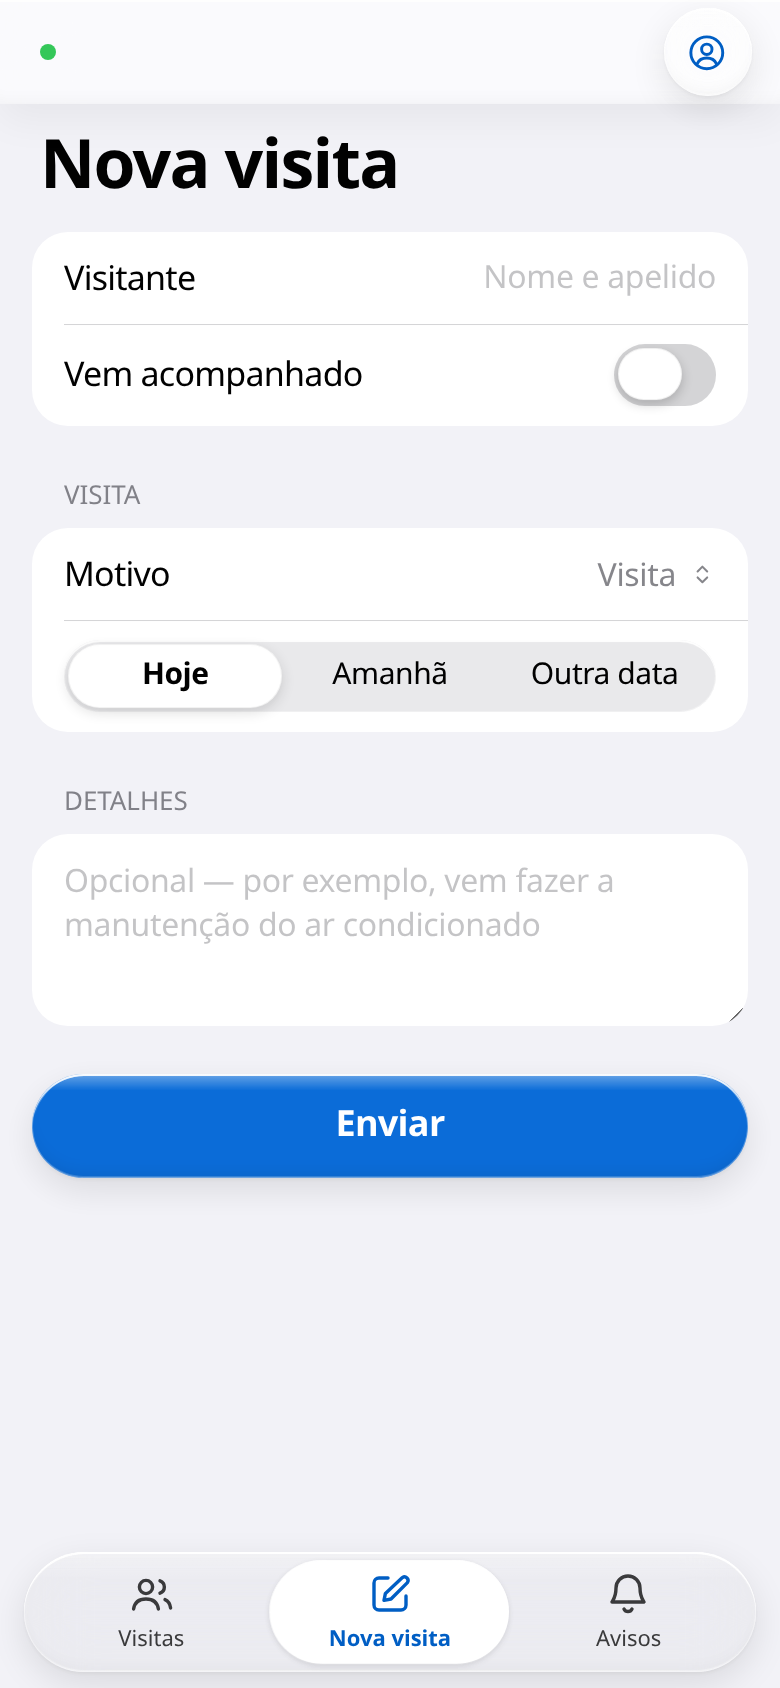 Nova visita
Visitante
Nome e apelido
Vem acompanhado
VISITA
Motivo
Visita
Hoje
Amanhã
Outra data
DETALHES
Opcional — por exemplo, vem fazer a
manutenção do ar condicionado
Enviar
Visitas
Nova visita
Avisos